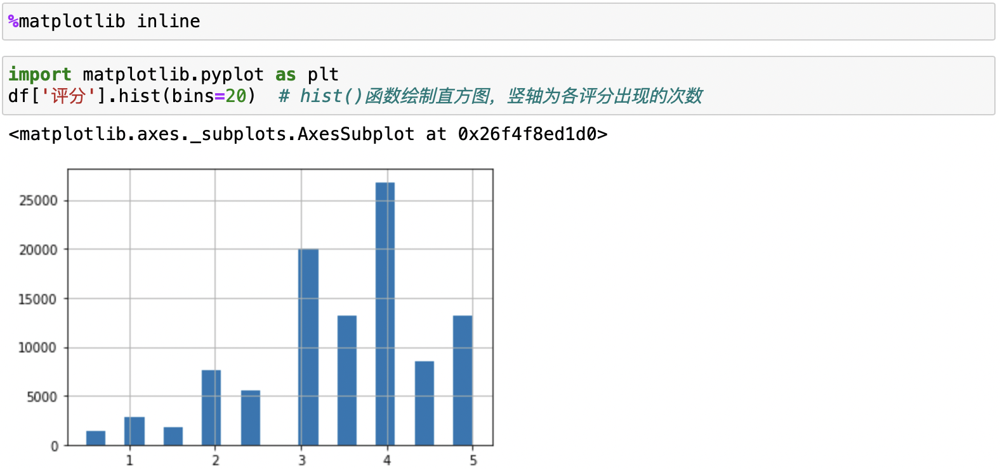 %matplotlib inline
import matplotlib.pyplot as plt
df['评分'].hist(bins=20)  # hist()函数绘制直方图，竖轴为各评分出现的次数
<matplotlib.axes._subplots.AxesSubplot at 0x26f4f8ed1d0>
25000
20000
15000
10000
5000
0
1 2 3 4 5